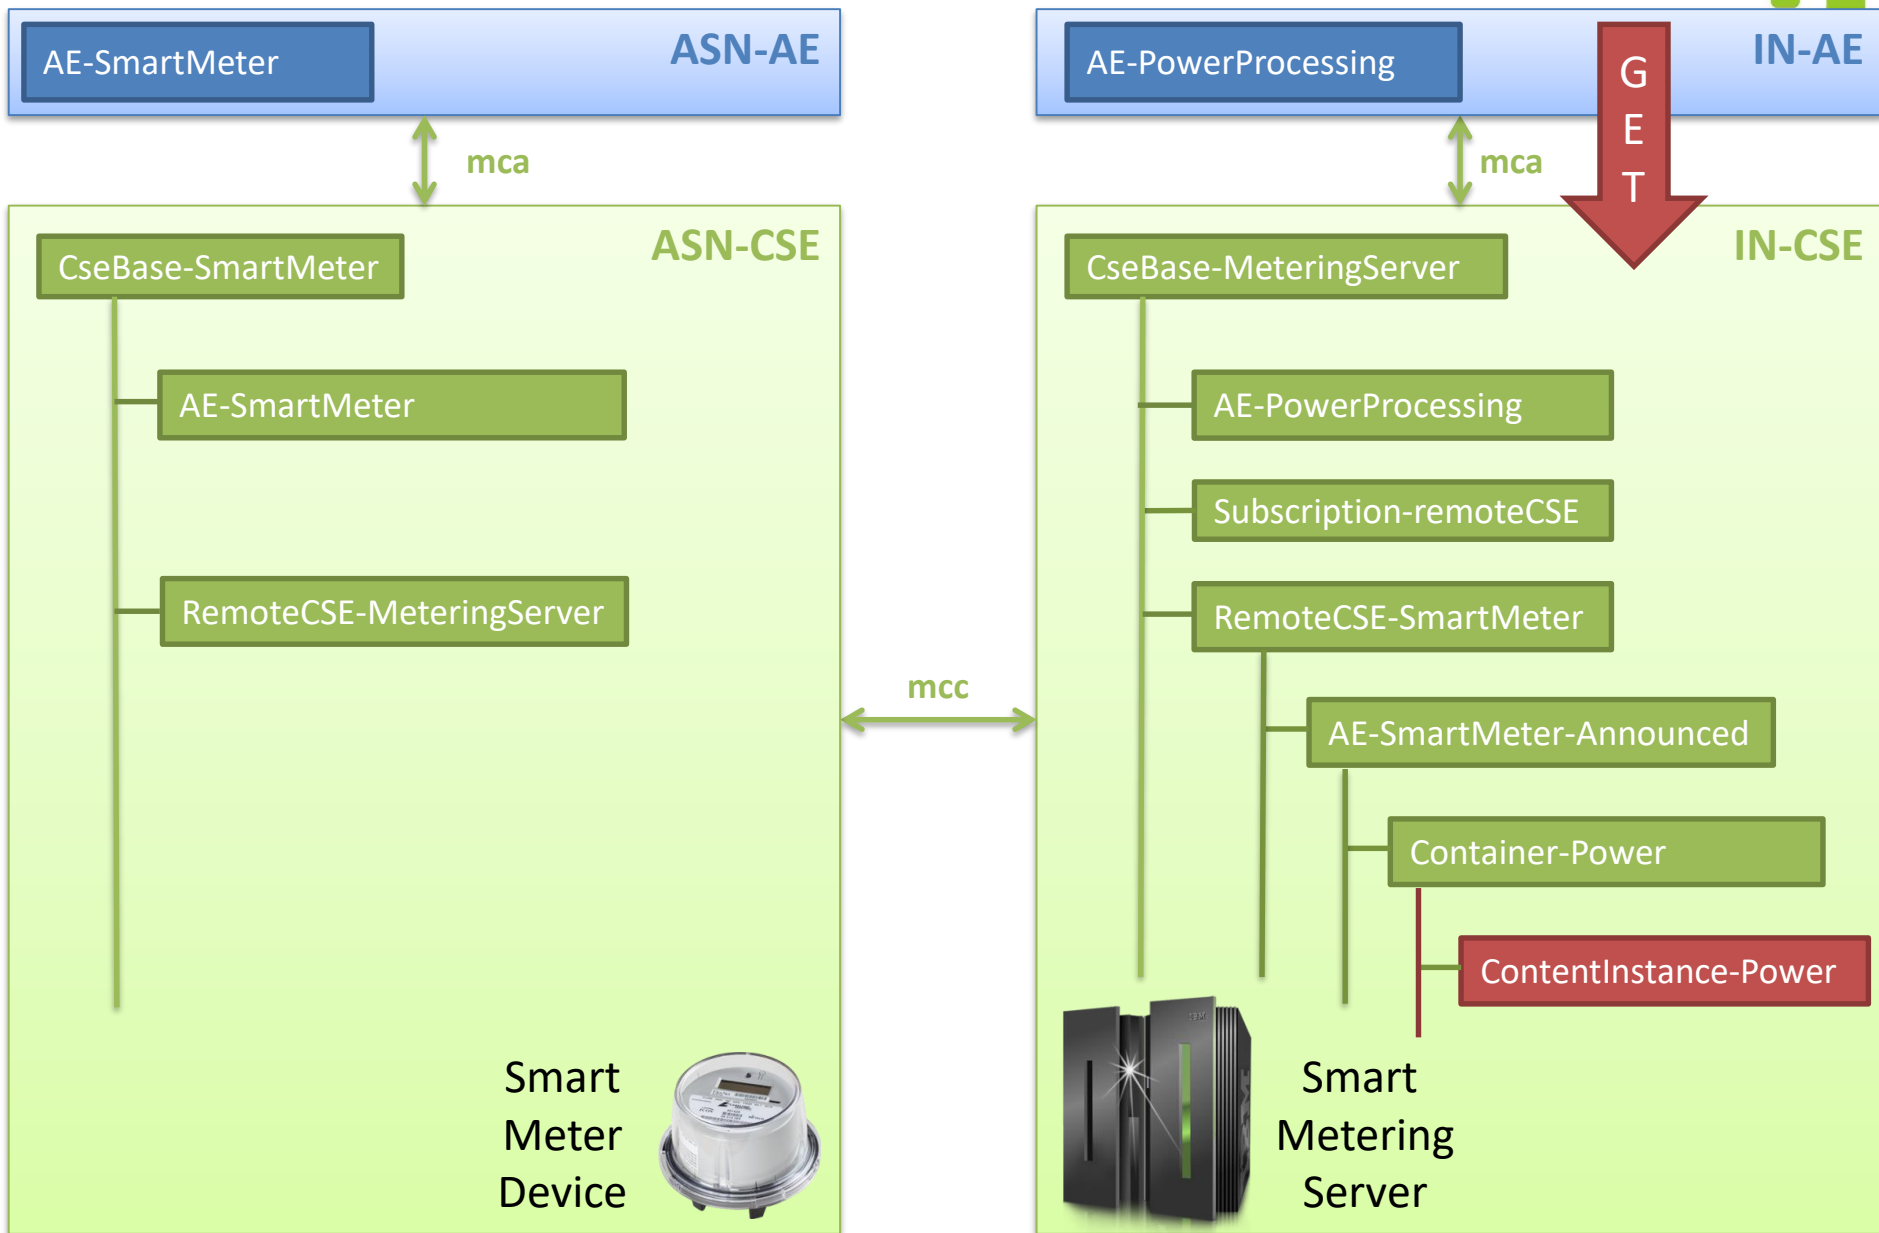 AE-SmartMeter
ASN-AE
AE-PowerProcessing
IN-AE
G
E
T
mca
mca
ASN-CSE
CseBase-SmartMeter
AE-SmartMeter
RemoteCSE-MeteringServer
mcc
IN-CSE
CseBase-MeteringServer
AE-PowerProcessing
Subscription-remoteCSE
RemoteCSE-SmartMeter
AE-SmartMeter-Announced
Container-Power
ContentInstance-Power
Smart
Meter
Device
Smart
Metering
Server